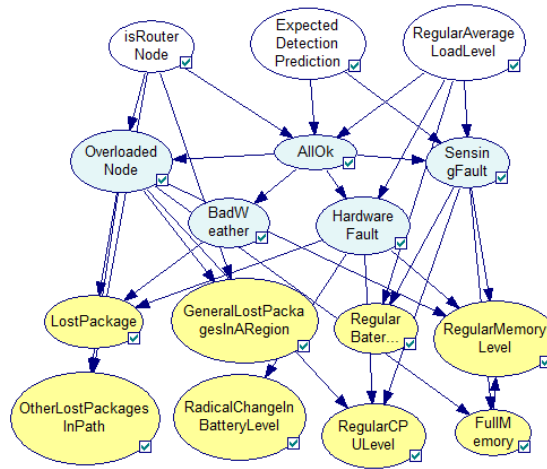 isRouter
Node
Expected
Detection
Prediction
RegularAverage
LoadLevel
Overloaded
Node
AllOk
Sensin
gFault
BadW
eather
Hardware
Fault
LostPackage
GeneralLostPacka
gesInARegion
Regular
Bater...
RegularMemory
Level
OtherLostPackages
InPath
RadicalChangeIn
BatteryLevel
RegularCP
ULevel
FullM
emory